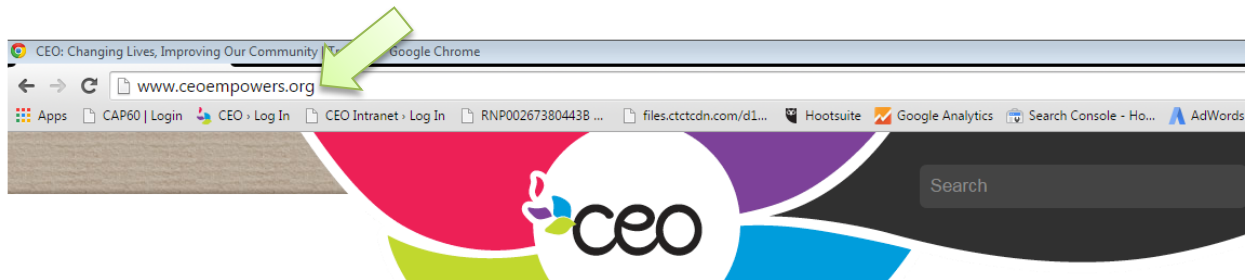 CEO: Changing Lives, Improving Our Community | Google Chrome
www.ceoempowers.org
Apps CAP60 | Login CEO › Log In CEO Intranet › Log In RNP00267380443B ... files.ctctcdn.com/d1... Hootsuite Google Analytics Search Console - Ho... AdWords
Search
ceo